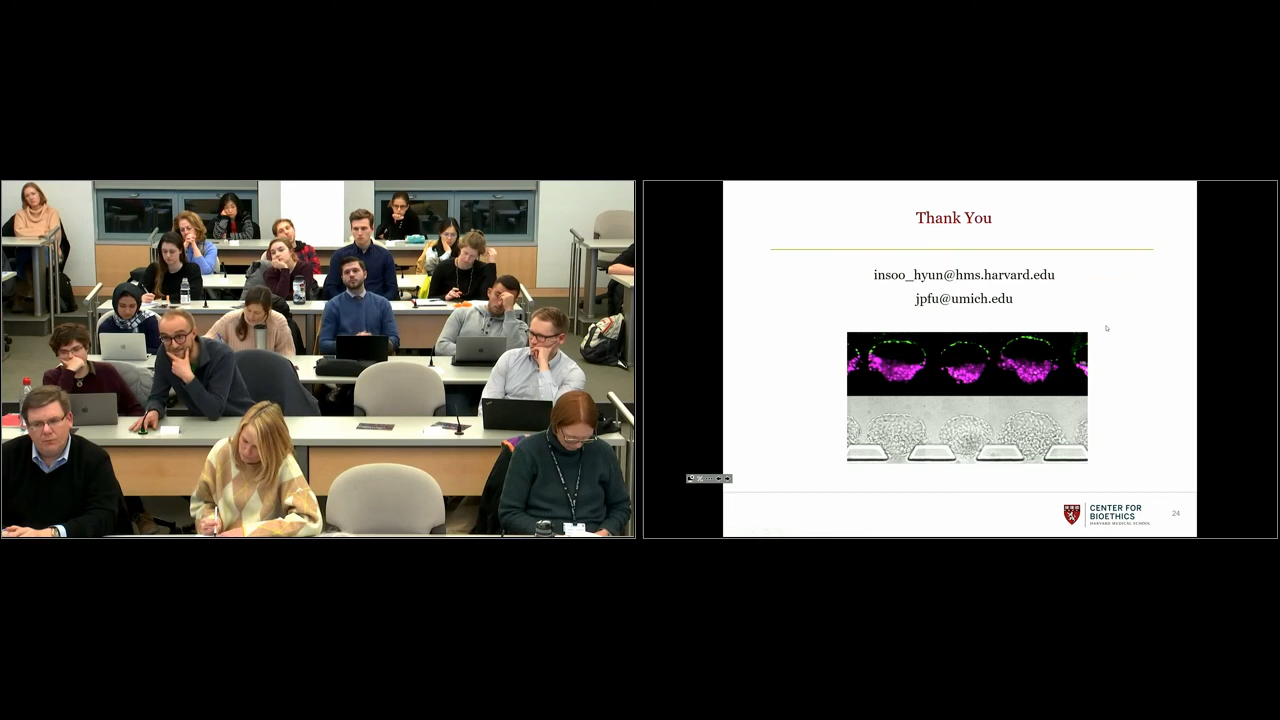 Thank You
insoo_hyun@hms.harvard.edu
jpfu@umich.edu
CENTER FOR
BIOETHICS
HARVARD MEDICAL SCHOOL
24